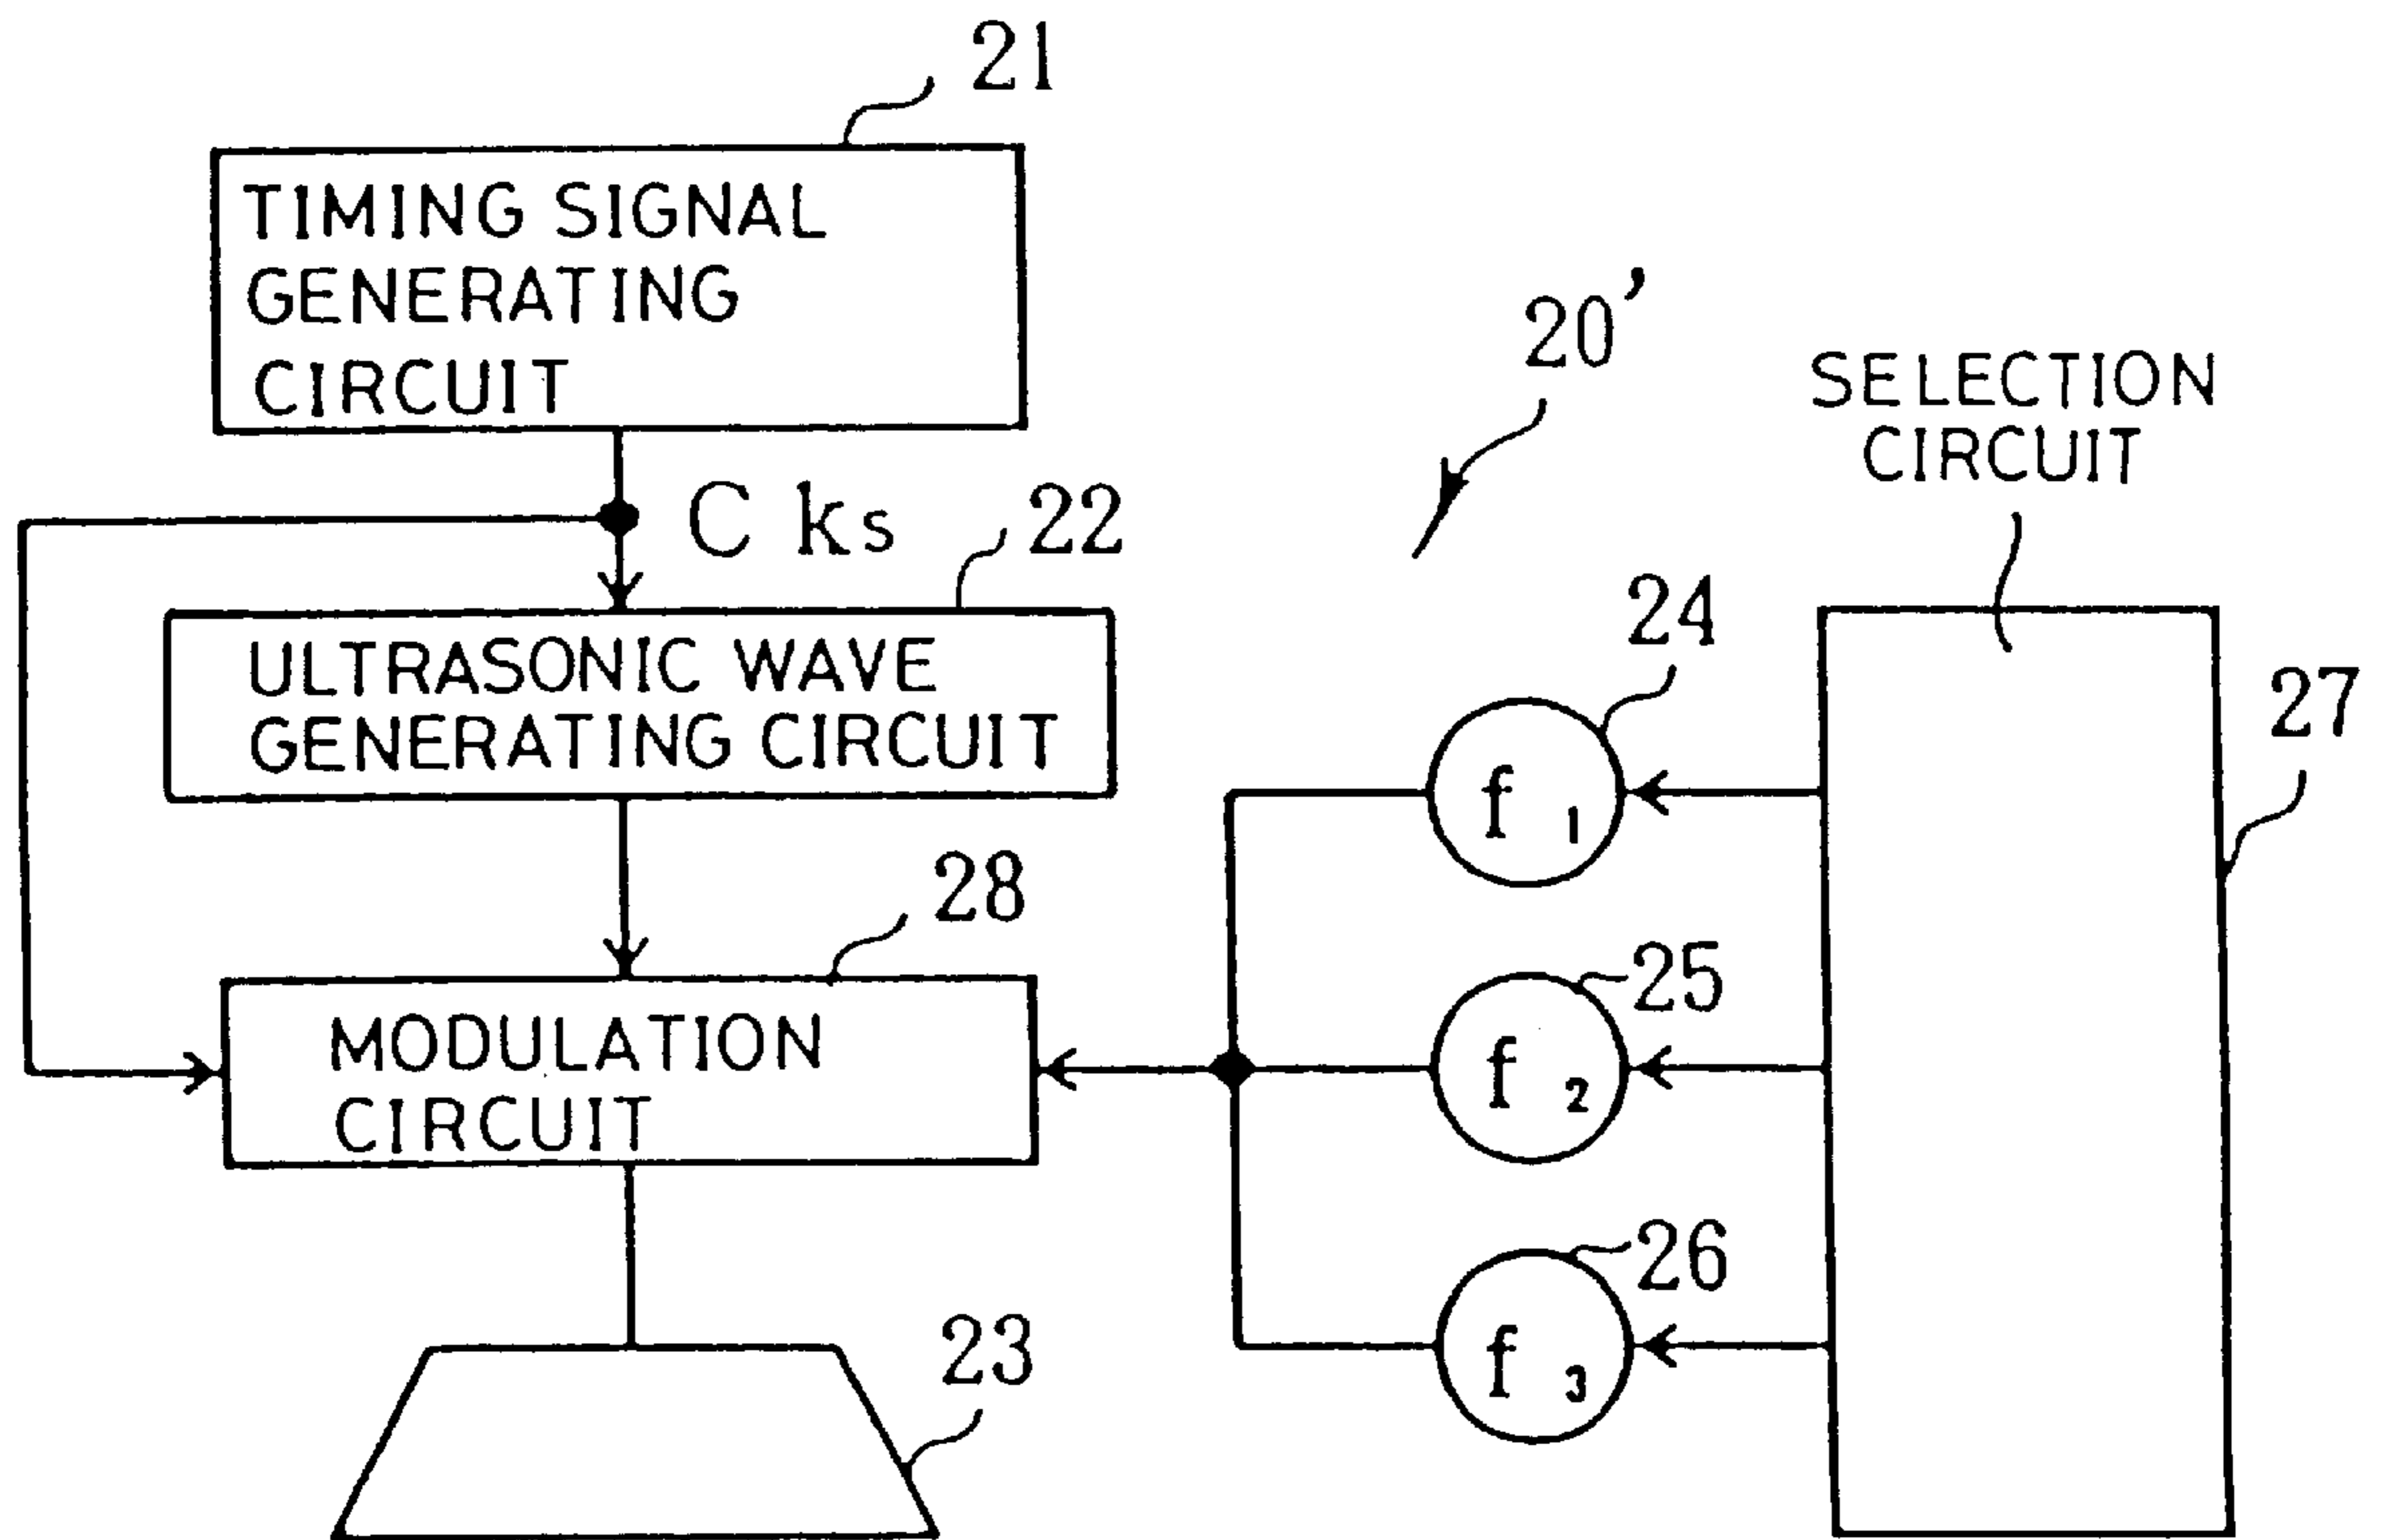 21
TIMING SIGNAL
GENERATING
CIRCUIT
20'
SELECTION
CIRCUIT
C ks
22
ULTRASONIC WAVE
GENERATING CIRCUIT
24
27
f 1
28
25
MODULATION
CIRCUIT
f 2
26
23
f 3